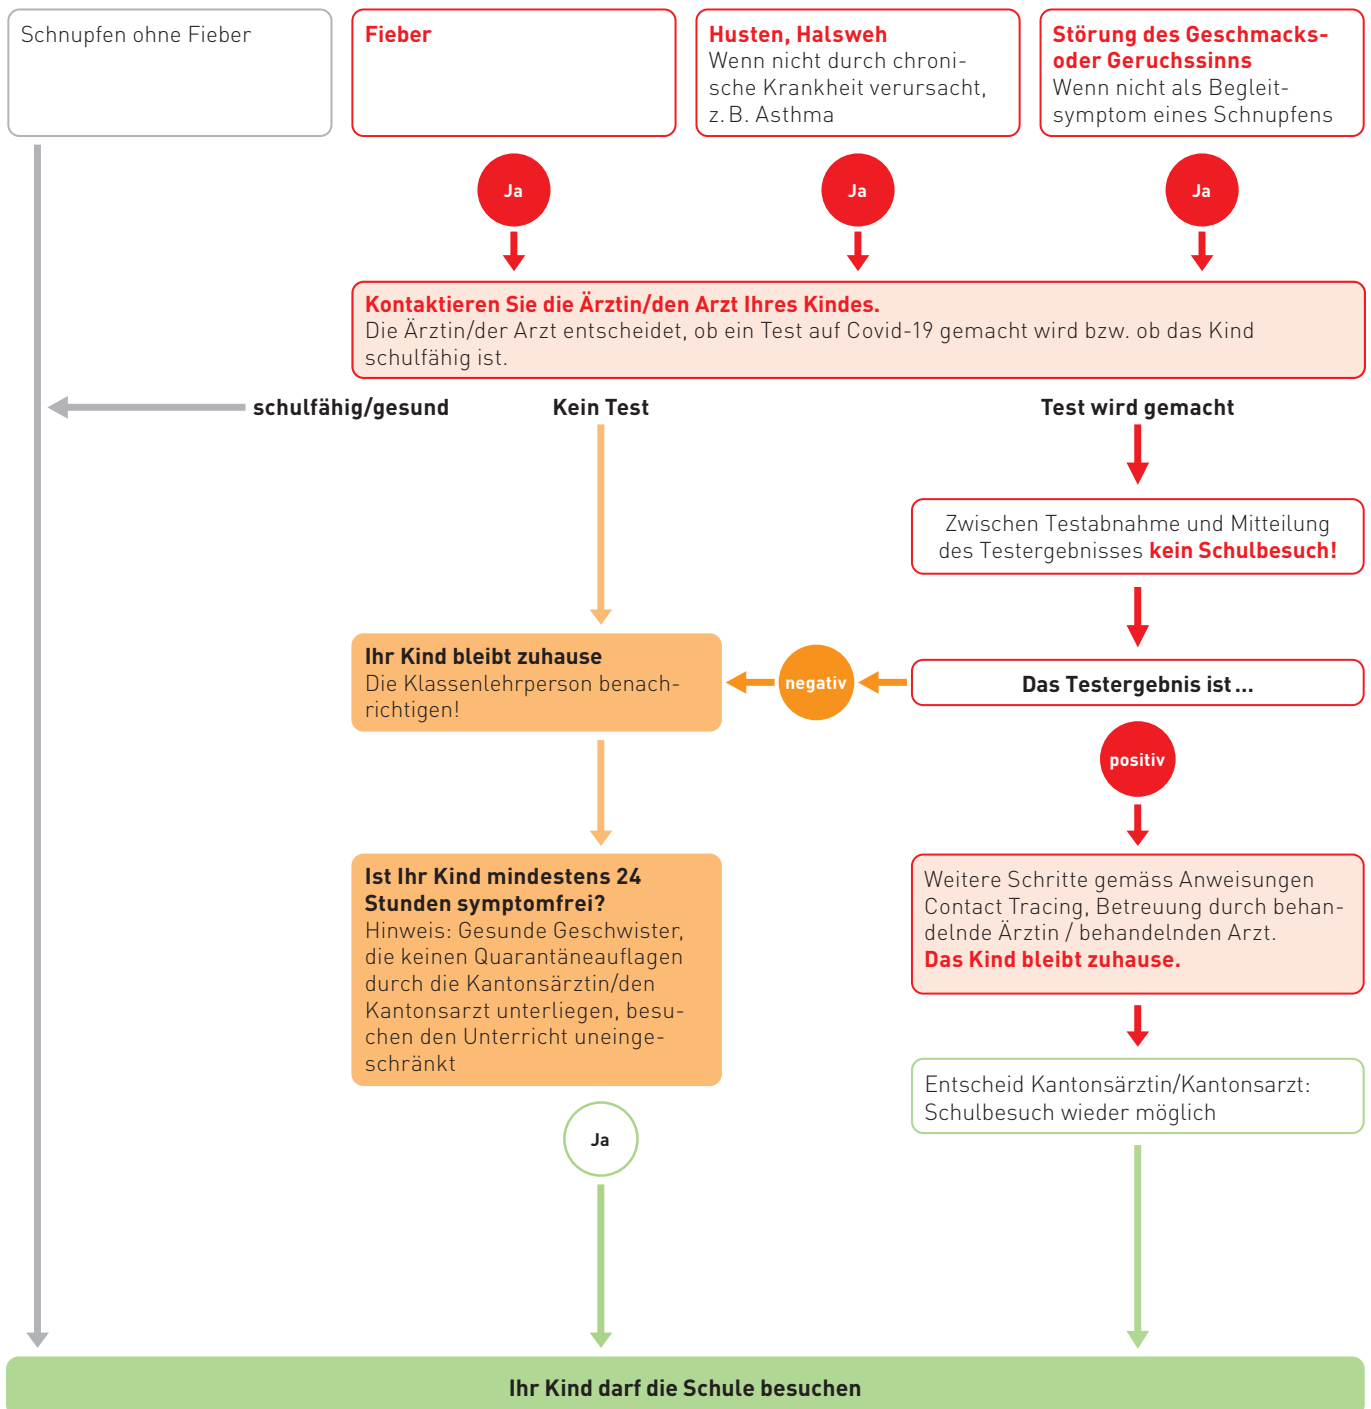 Schnupfen ohne Fieber
Fieber
Husten, Halsweh
Wenn nicht durch chroni-
sche Krankheit verursacht,
z. B. Asthma
Störung des Geschmacks-
oder Geruchssinns
Wenn nicht als Begleit-
symptom eines Schnupfens
Ja
Ja
Ja
Kontaktieren Sie die Ärztin/den Arzt Ihres Kindes.
Die Ärztin/der Arzt entscheidet, ob ein Test auf Covid-19 gemacht wird bzw. ob das Kind
schulfähig ist.
schulfähig/gesund
Kein Test
Test wird gemacht
Zwischen Testabnahme und Mitteilung
des Testergebnisses kein Schulbesuch!
Ihr Kind bleibt zuhause
Die Klassenlehrperson benach-
richtigen!
negativ
Das Testergebnis ist ...
positiv
Ist Ihr Kind mindestens 24
Stunden symptomfrei?
Hinweis: Gesunde Geschwister,
die keinen Quarantäneauflagen
durch die Kantonsärztin/den
Kantonsarzt unterliegen, besu-
chen den Unterricht uneinge-
schränkt
Weitere Schritte gemäss Anweisungen
Contact Tracing, Betreuung durch behan-
delnde Ärztin / behandelnden Arzt.
Das Kind bleibt zuhause.
Entscheid Kantonsärztin/Kantonsarzt:
Schulbesuch wieder möglich
Ja
Ihr Kind darf die Schule besuchen